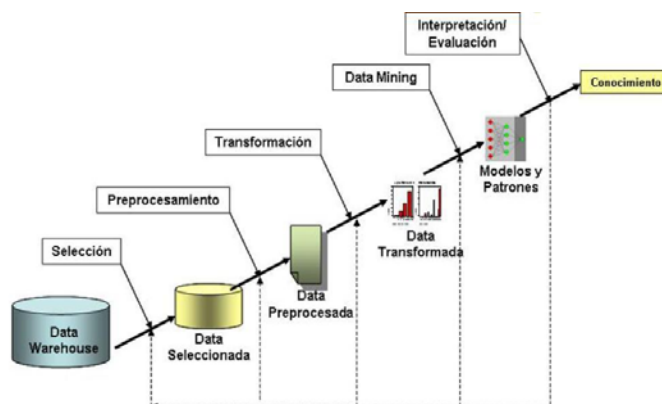 Interpretación/
Evaluación
Conocimiento
Data Mining
Modelos y
Patrones
Transformación
Data
Transformada
Preprocesamiento
Data
Preprocesada
Selección
Data
Seleccionada
Data
Warehouse